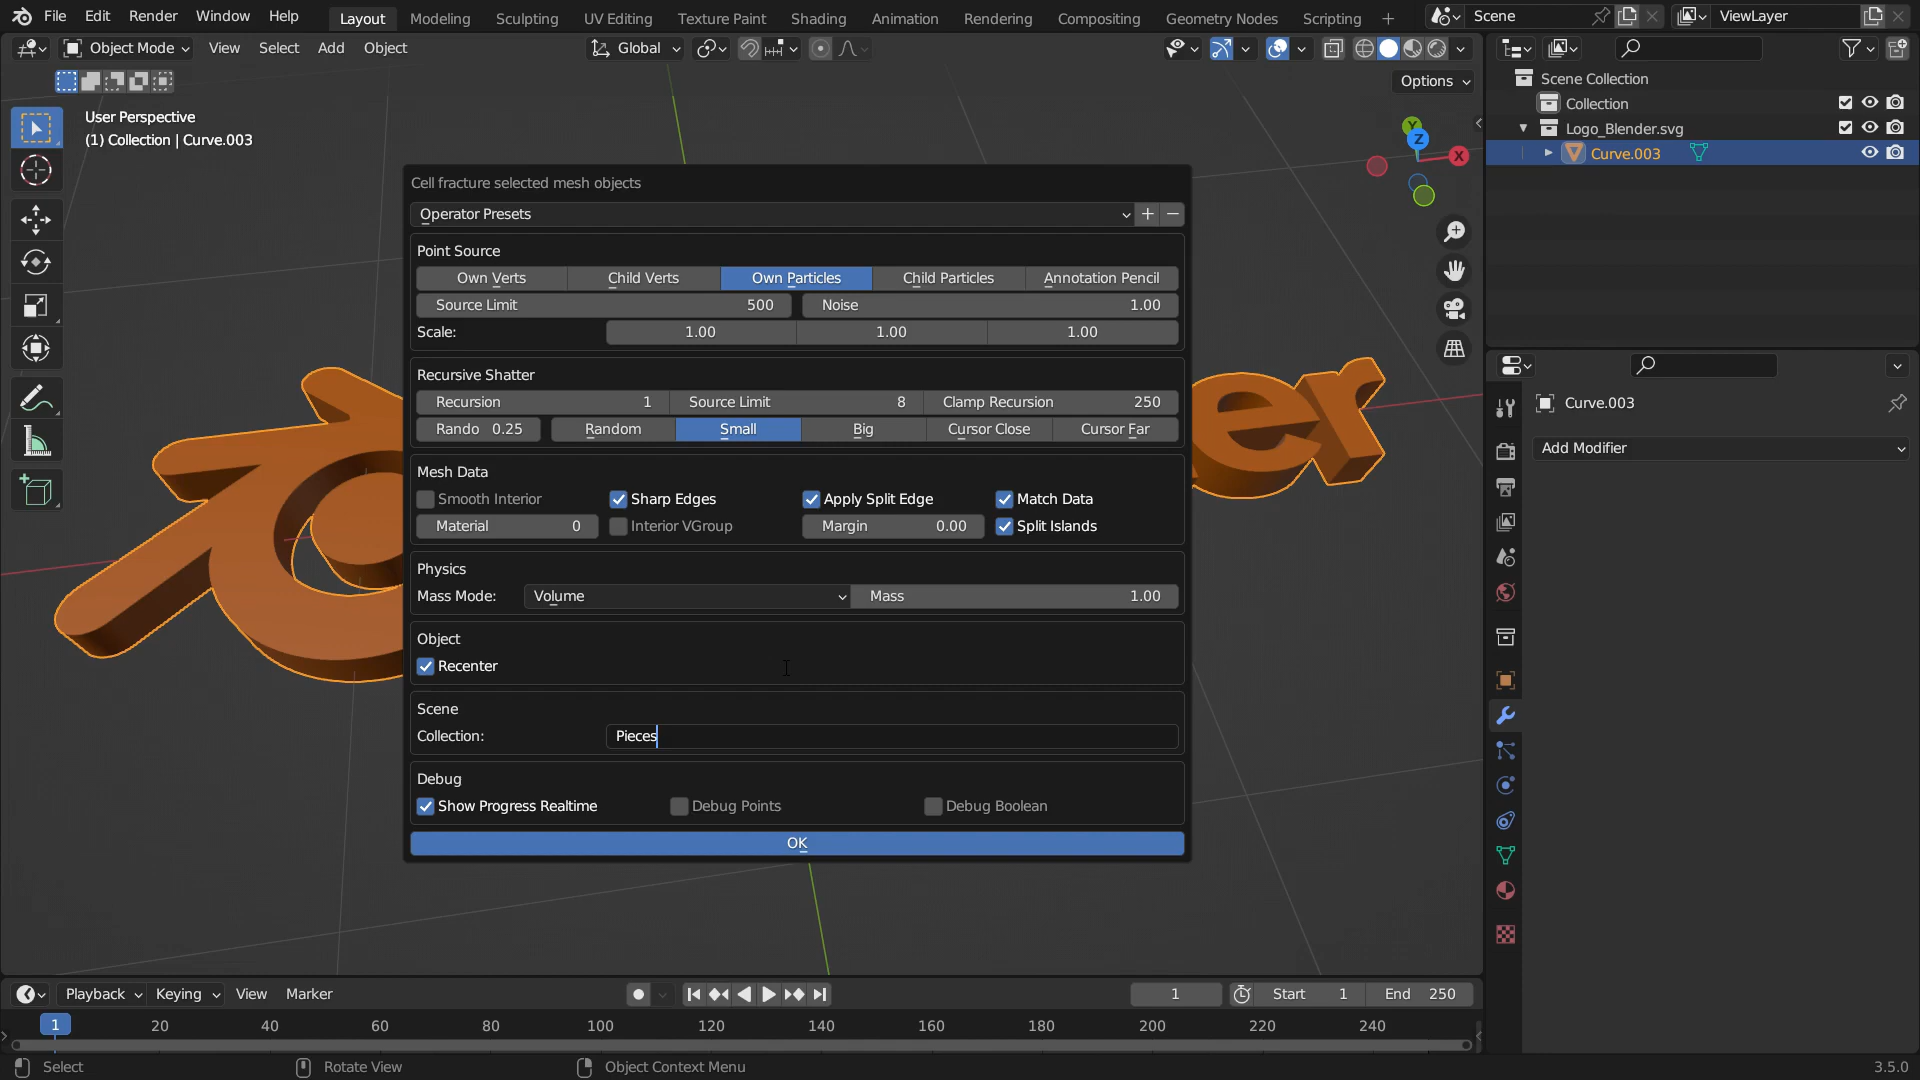 File Edit Render Window Help Layout Modeling Sculpting UV Editing Texture Paint Shading Animation Rendering Compositing Geometry Nodes Scripting + Scene ViewLayer
Object Mode View Select Add Object Global
Options
User Perspective
(1) Collection | Curve.003
Y
Z
X
Scene Collection
Collection
Logo_Blender.svg
Curve.003
Curve.003
Add Modifier
Cell fracture selected mesh objects
Operator Presets + −
Point Source
Own Verts Child Verts Own Particles Child Particles Annotation Pencil
Source Limit 500 Noise 1.00
Scale: 1.00 1.00 1.00
Recursive Shatter
Recursion 1 Source Limit 8 Clamp Recursion 250
Rando 0.25 Random Small Big Cursor Close Cursor Far
Mesh Data
Smooth Interior Sharp Edges Apply Split Edge Match Data
Material 0 Interior VGroup Margin 0.00 Split Islands
Physics
Mass Mode: Volume Mass 1.00
Object
Recenter
Scene
Collection: Pieces
Debug
Show Progress Realtime Debug Points Debug Boolean
OK
er
Playback Keying View Marker 1 Start 1 End 250
1 20 40 60 80 100 120 140 160 180 200 220 240
Select Rotate View Object Context Menu 3.5.0